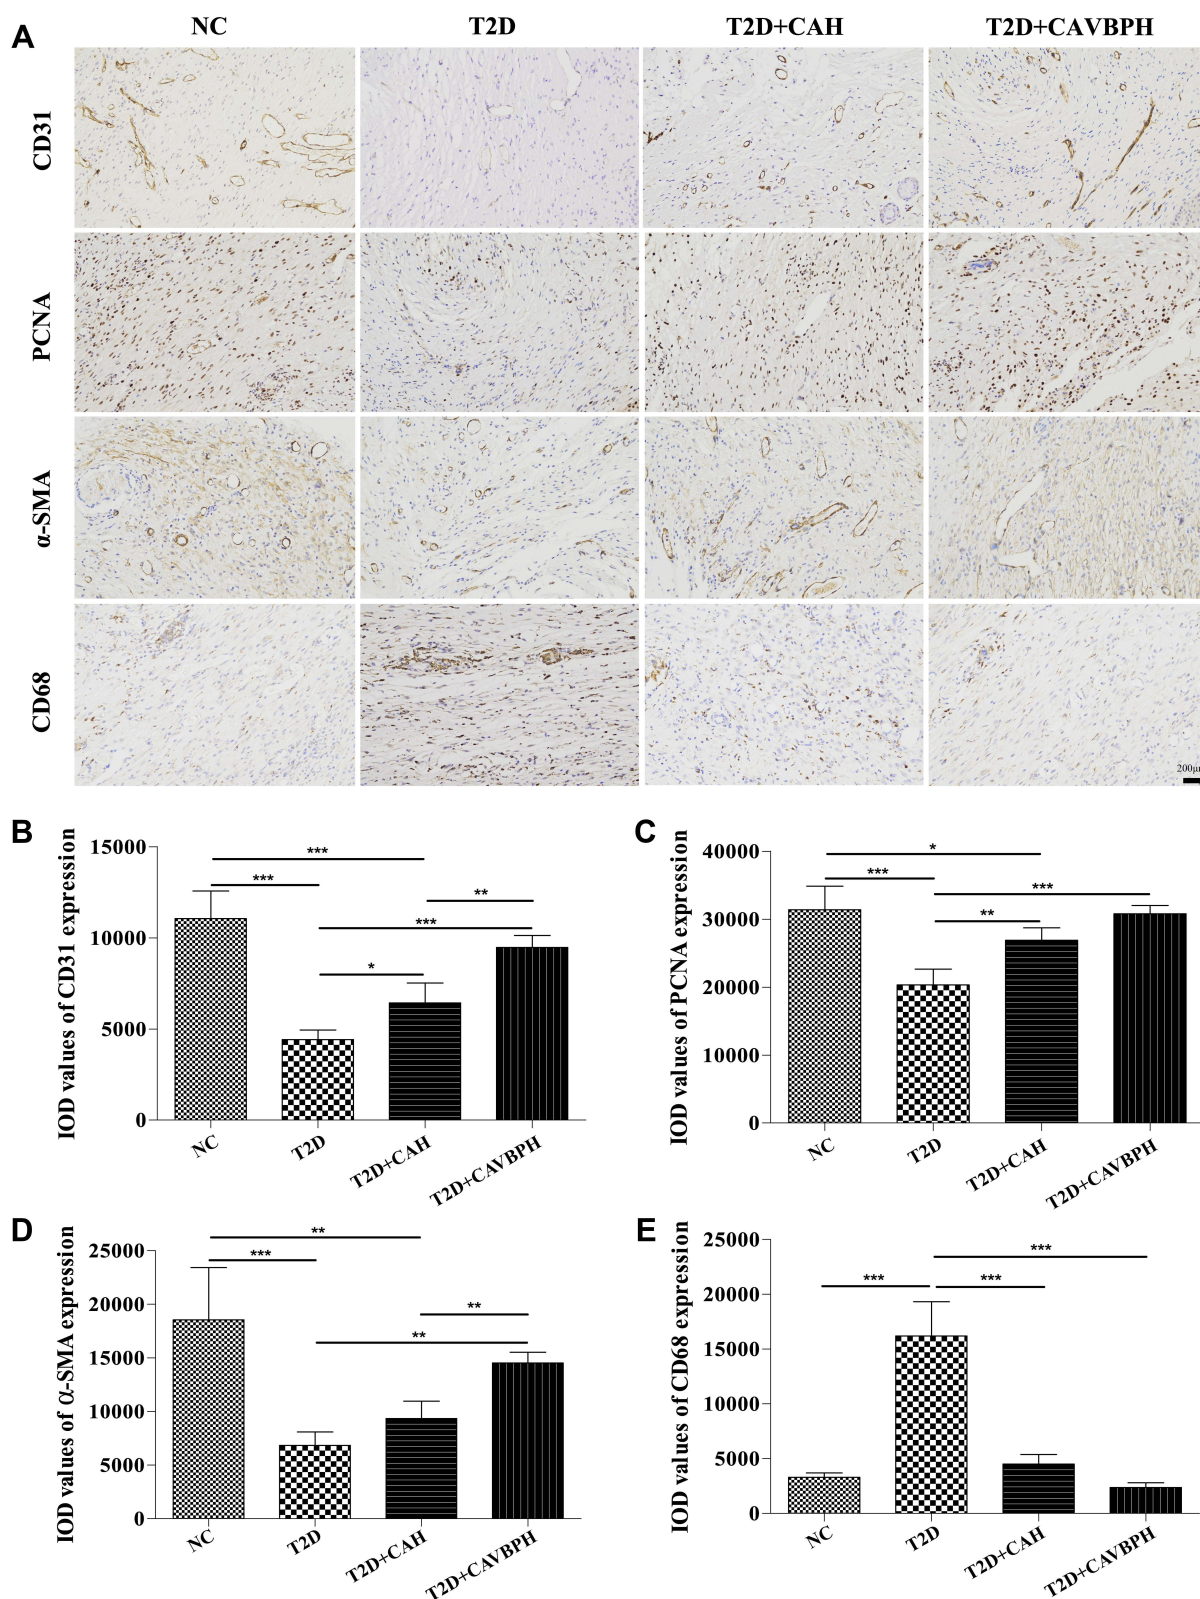 A
NC
T2D
T2D+CAH
T2D+CAVBPH
CD31
PCNA
α-SMA
CD68
B
IOD values of CD31 expression
15000
10000
5000
0
***
***
**
***
*
NC
T2D
T2D+CAH
T2D+CAVBPH
C
IOD values of PCNA expression
40000
30000
20000
10000
0
*
***
***
**
NC
T2D
T2D+CAH
T2D+CAVBPH
D
IOD values of α-SMA expression
25000
20000
15000
10000
5000
0
**
***
**
**
NC
T2D
T2D+CAH
T2D+CAVBPH
E
IOD values of CD68 expression
25000
20000
15000
10000
5000
0
***
***
***
NC
T2D
T2D+CAH
T2D+CAVBPH